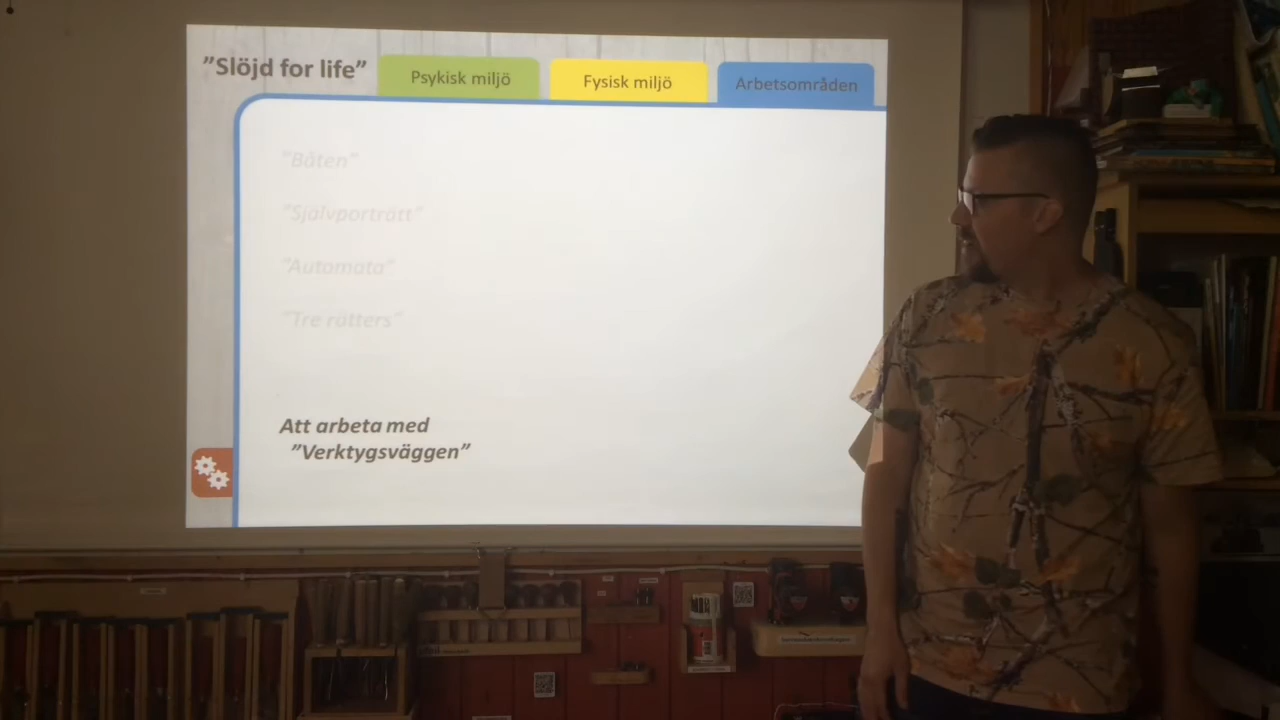 ”Slöjd for life”
Psykisk miljö
Fysisk miljö
Arbetsområden
”Båten”
”Självporträtt”
”Automata”
”Tre rätters”
Att arbeta med
”Verktygsväggen”